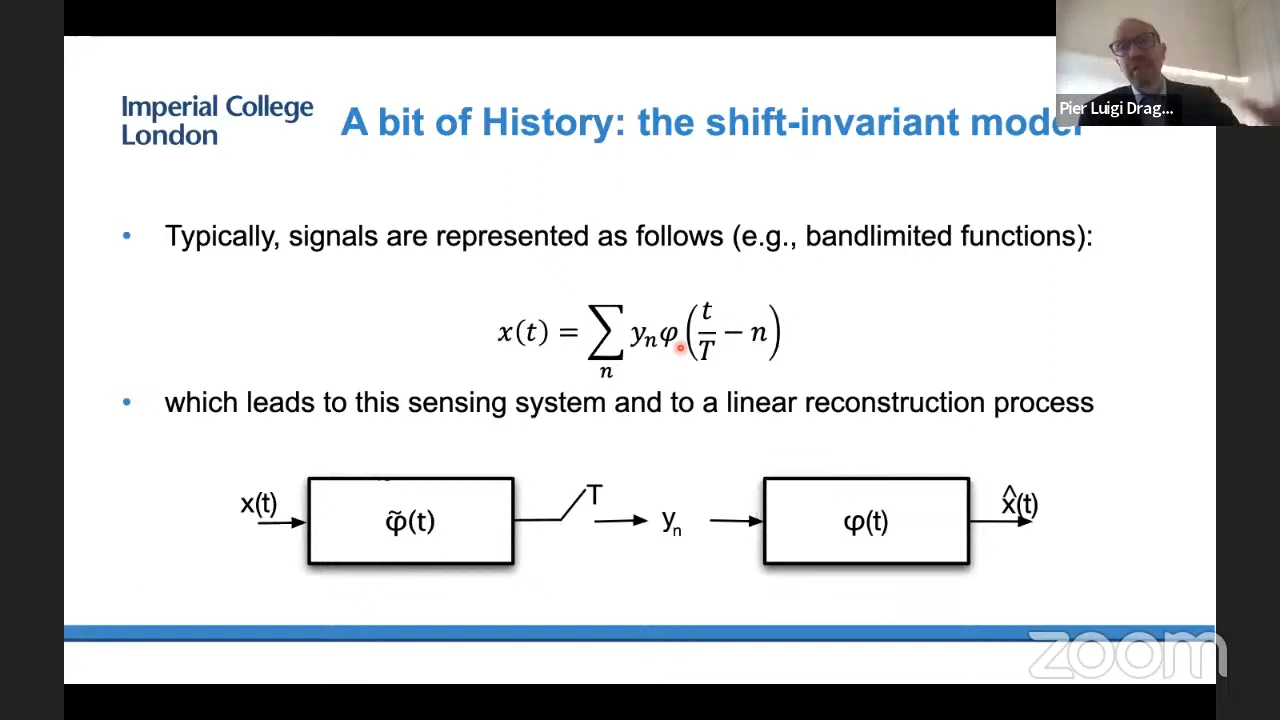 Imperial College
London
A bit of History: the shift-invariant model
Pier Luigi Drag...
• Typically, signals are represented as follows (e.g., bandlimited functions):
x(t) = ∑ₙ yₙφ(t/T − n)
• which leads to this sensing system and to a linear reconstruction process
x(t)
φ̃(t)
T
yₙ
φ(t)
x̂(t)
zoom